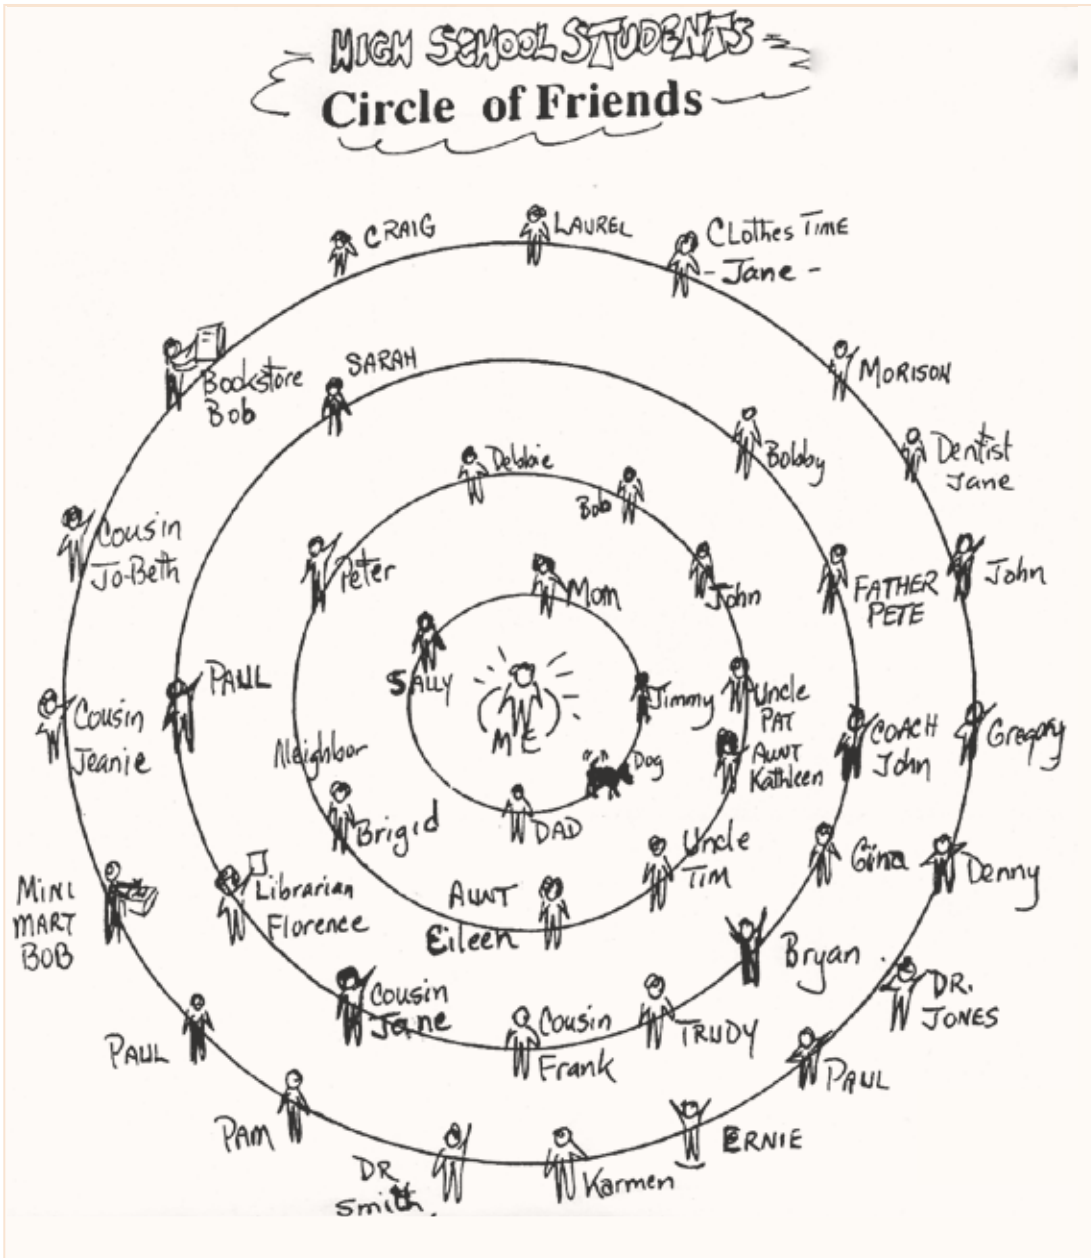 HIGH SCHOOL STUDENTS
Circle of Friends
CRAIG
LAUREL
CLothes TIME
- Jane -
Bookstore
Bob
SARAH
MORISON
Debbie
Bob
Bobby
Dentist
Jane
Cousin
Jo-Beth
Peter
Mom
John
FATHER
PETE
John
SALLY
ME
Jimmy
Uncle
PAT
PAUL
Cousin
Jeanie
Neighbor
Brigid
Dog
DAD
AUNT
Kathleen
COACH
John
Gregory
MINI
MART
BOB
Librarian
Florence
AUNT
Eileen
Uncle
TIM
Gina
Denny
Cousin
Jane
Cousin
Frank
TRUDY
Bryan
DR.
JONES
PAUL
PAM
DR
Smith
Karmen
ERNIE
PAUL